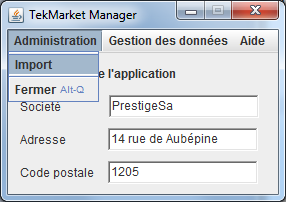 TekMarket Manager
Administration Gestion des données Aide
Import
Fermer Alt-Q
e l'application
Société PrestigeSa
Adresse 14 rue de Aubépine
Code postale 1205